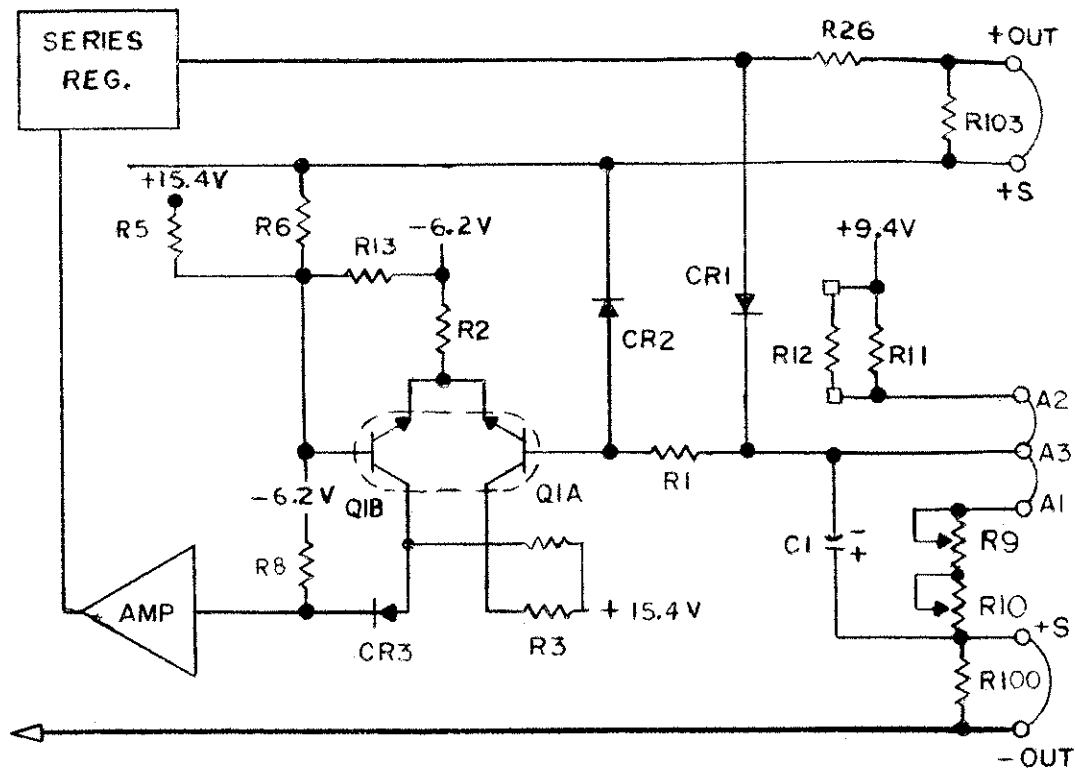 SERIES
REG.
R26
+OUT
R103
+S
+15.4V
R5
R6
R13
-6.2V
+9.4V
CR1
R2
CR2
R12
R11
A2
A3
R1
A1
-6.2V
Q1B
Q1A
C1
-
+
R9
R8
R10
AMP
+ 15.4 V
+S
CR3
R3
R100
-OUT